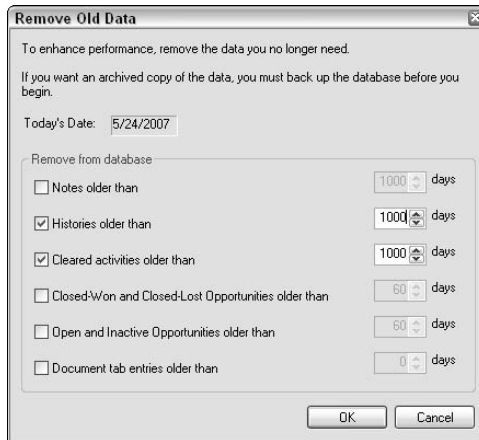 Remove Old Data
To enhance performance, remove the data you no longer need.
If you want an archived copy of the data, you must back up the database before you
begin.
Today's Date: 5/24/2007
Remove from database
Notes older than 1000 days
Histories older than 1000 days
Cleared activities older than 1000 days
Closed-Won and Closed-Lost Opportunities older than 60 days
Open and Inactive Opportunities older than 60 days
Document tab entries older than 0 days
OK Cancel